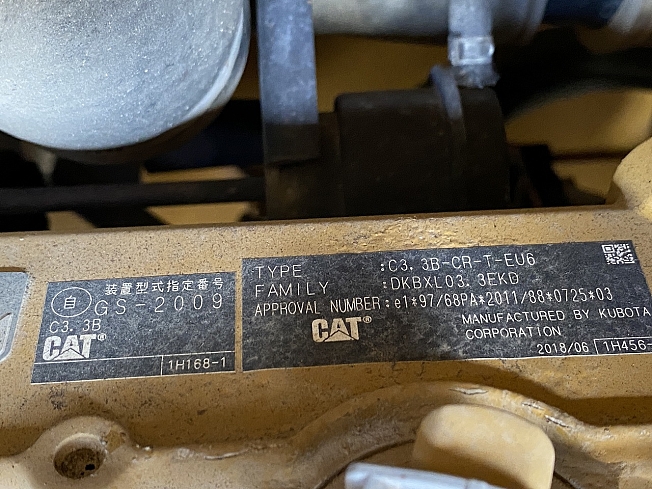 装置型式指定番号
自 GS-2009
C3.3B
CAT®
1H168-1
TYPE :C3.3B-CR-T-EU6
FAMILY :DKBXL03.3EKD
APPROVAL NUMBER:e1*97/68PA*2011/88*0725*03
CAT®
MANUFACTURED BY KUBOTA
CORPORATION
2018/06 1H456-